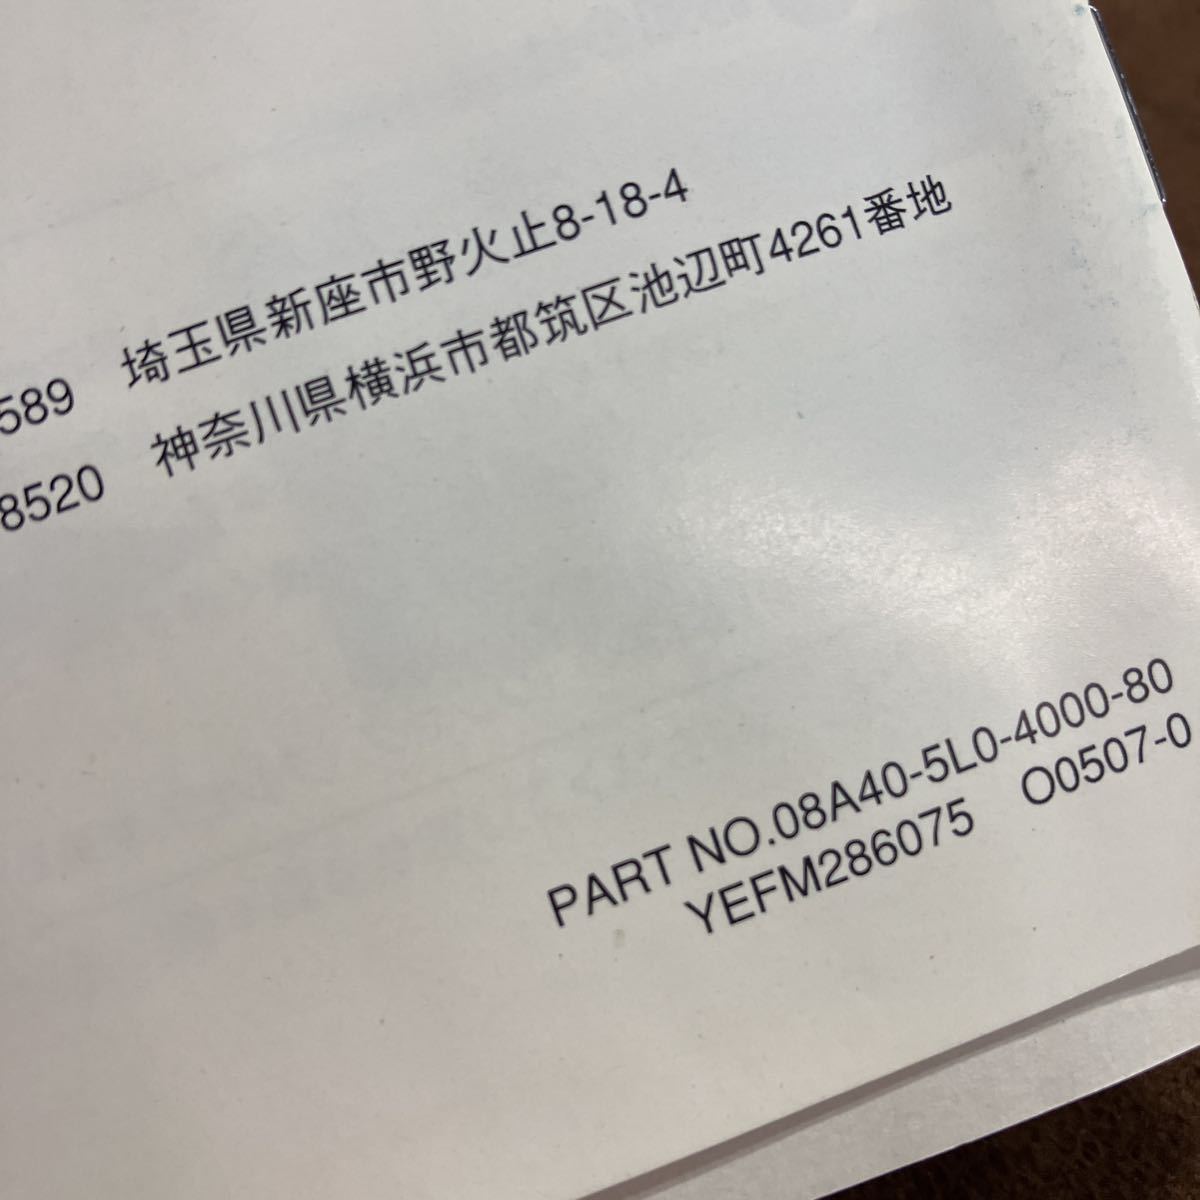 589 埼玉県新座市野火止8-18-4
8520 神奈川県横浜市都筑区池辺町4261番地
PART NO.08A40-5L0-4000-80
YEFM286075 O0507-0